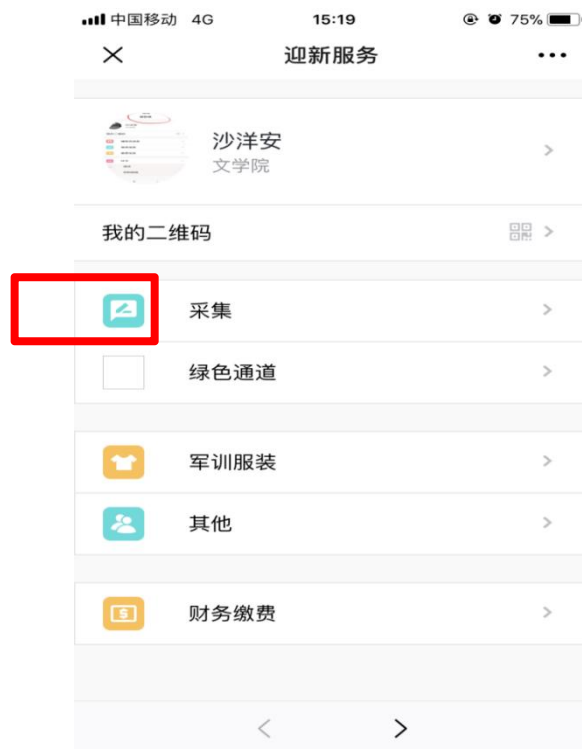 中国移动 4G 15:19 75%
迎新服务
沙洋安
文学院
我的二维码
采集
绿色通道
军训服装
其他
财务缴费